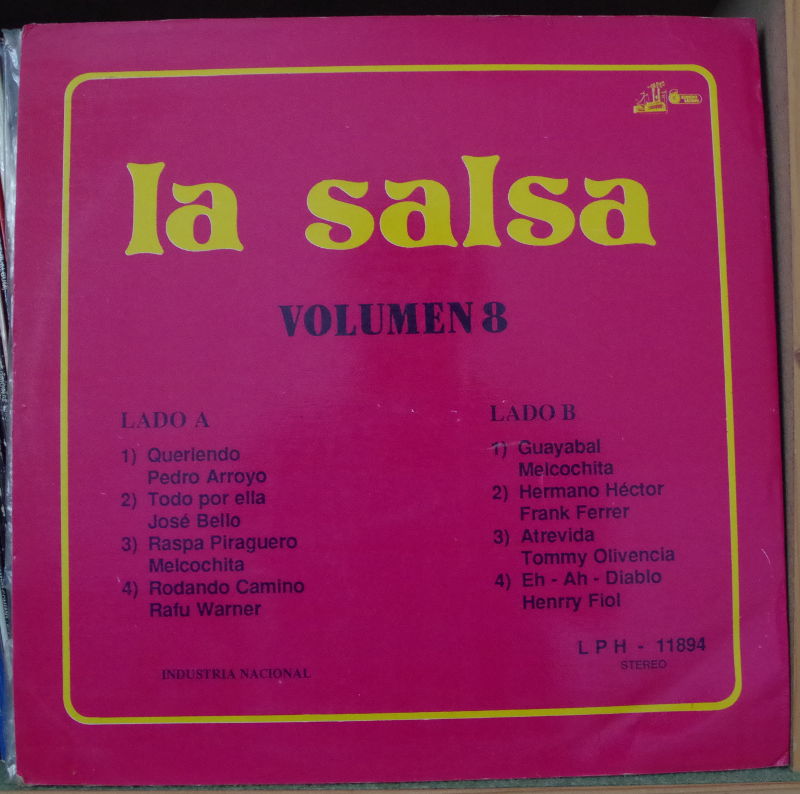 la salsa
VOLUMEN 8
LADO A
1) Queriendo
Pedro Arroyo
2) Todo por ella
José Bello
3) Raspa Piraguero
Melcochita
4) Rodando Camino
Rafu Warner
LADO B
1) Guayabal
Melcochita
2) Hermano Héctor
Frank Ferrer
3) Atrevida
Tommy Olivencia
4) Eh - Ah - Diablo
Henrry Fiol
L P H - 11894
STEREO
INDUSTRIA NACIONAL